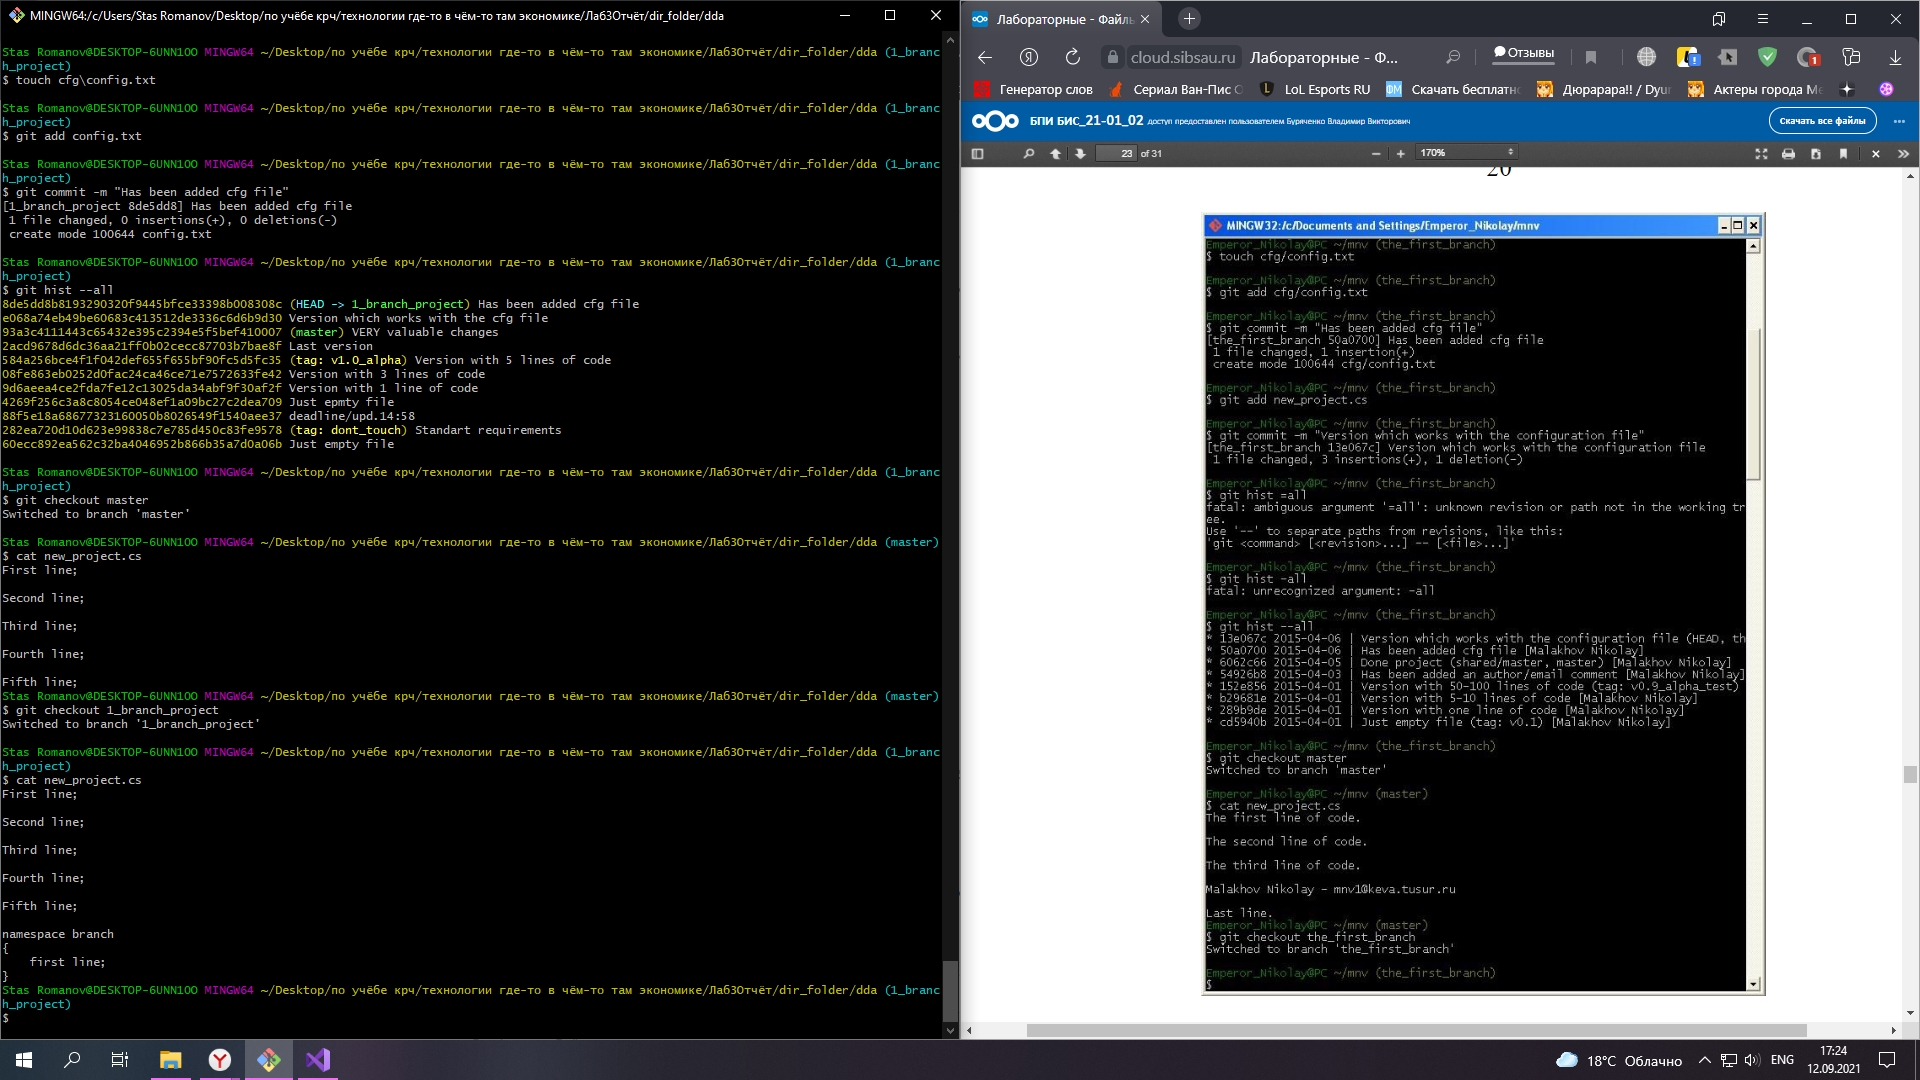 MINGW64:/c/Users/Stas Romanov/Desktop/по учёбе крч/технологии где-то в чём-то там экономике/Лаб3Отчёт/dir_folder/dda
Stas Romanov@DESKTOP-6UNN1OO MINGW64 ~/Desktop/по учёбе крч/технологии где-то в чём-то там экономике/Лаб3Отчёт/dir_folder/dda (1_branc
h_project)
$ touch cfg\config.txt
Stas Romanov@DESKTOP-6UNN1OO MINGW64 ~/Desktop/по учёбе крч/технологии где-то в чём-то там экономике/Лаб3Отчёт/dir_folder/dda (1_branc
h_project)
$ git add config.txt
Stas Romanov@DESKTOP-6UNN1OO MINGW64 ~/Desktop/по учёбе крч/технологии где-то в чём-то там экономике/Лаб3Отчёт/dir_folder/dda (1_branc
h_project)
$ git commit -m "Has been added cfg file"
[1_branch_project 8de5dd8] Has been added cfg file
1 file changed, 0 insertions(+), 0 deletions(-)
create mode 100644 config.txt
Stas Romanov@DESKTOP-6UNN1OO MINGW64 ~/Desktop/по учёбе крч/технологии где-то в чём-то там экономике/Лаб3Отчёт/dir_folder/dda (1_branc
h_project)
$ git hist --all
8de5dd8b8193290320f9445bfce33398b008308c (HEAD -> 1_branch_project) Has been added cfg file
e068a74eb49be60683c413512de3336c6d6b9d30 Version which works with the cfg file
93a3c4111443c65432e395c2394e5f5bef410007 (master) VERY valuable changes
2acd9678d6dc36aa21ff0b02cecc87703b7bae8f Last version
584a256bce4f1f042def655f655bf90fc5d5fc35 (tag: v1.0_alpha) Version with 5 lines of code
08fe863eb0252d0fac24ca46ce71e7572633fe42 Version with 3 lines of code
9d6aeea4ce2fda7fe12c13025da34abf9f30af2f Version with 1 line of code
4269f256c3a8c8054ce048ef1a09bc27c2dea709 Just epmty file
88f5e18a68677323160050b8026549f1540aee37 deadline/upd.14:58
282ea720d10d623e99838c7e785d450c83fe9578 (tag: dont_touch) Standart requirements
60ecc892ea562c32ba4046952b866b35a7d0a06b Just empty file
Stas Romanov@DESKTOP-6UNN1OO MINGW64 ~/Desktop/по учёбе крч/технологии где-то в чём-то там экономике/Лаб3Отчёт/dir_folder/dda (1_branc
h_project)
$ git checkout master
Switched to branch 'master'
Stas Romanov@DESKTOP-6UNN1OO MINGW64 ~/Desktop/по учёбе крч/технологии где-то в чём-то там экономике/Лаб3Отчёт/dir_folder/dda (master)
$ cat new_project.cs
First line;
Second line;
Third line;
Fourth line;
Fifth line;
Stas Romanov@DESKTOP-6UNN1OO MINGW64 ~/Desktop/по учёбе крч/технологии где-то в чём-то там экономике/Лаб3Отчёт/dir_folder/dda (master)
$ git checkout 1_branch_project
Switched to branch '1_branch_project'
Stas Romanov@DESKTOP-6UNN1OO MINGW64 ~/Desktop/по учёбе крч/технологии где-то в чём-то там экономике/Лаб3Отчёт/dir_folder/dda (1_branc
h_project)
$ cat new_project.cs
First line;
Second line;
Third line;
Fourth line;
Fifth line;
namespace branch
{
first line;
}
Stas Romanov@DESKTOP-6UNN1OO MINGW64 ~/Desktop/по учёбе крч/технологии где-то в чём-то там экономике/Лаб3Отчёт/dir_folder/dda (1_branc
h_project)
$
Лабораторные - Файль
cloud.sibsau.ru Лабораторные - Ф... Отзывы
Генератор слов Сериал Ван-Пис LoL Esports RU Скачать бесплатн Дюрарара!! / Dyur Актеры города Ме
БПИ БИС_21-01_02 доступ предоставлен пользователем Буряченко Владимир Викторович Скачать все файлы
23 of 31 170%
20
MINGW32:/c/Documents and Settings/Emperor_Nikolay/mnv
Emperor_Nikolay@PC ~/mnv (the_first_branch)
$ touch cfg/config.txt
Emperor_Nikolay@PC ~/mnv (the_first_branch)
$ git add cfg/config.txt
Emperor_Nikolay@PC ~/mnv (the_first_branch)
$ git commit -m "Has been added cfg file"
[the_first_branch 50a0700] Has been added cfg file
1 file changed, 1 insertion(+)
create mode 100644 cfg/config.txt
Emperor_Nikolay@PC ~/mnv (the_first_branch)
$ git add new_project.cs
Emperor_Nikolay@PC ~/mnv (the_first_branch)
$ git commit -m "Version which works with the configuration file"
[the_first_branch 13e067c] Version which works with the configuration file
1 file changed, 3 insertions(+), 1 deletion(-)
Emperor_Nikolay@PC ~/mnv (the_first_branch)
$ git hist =all
fatal: ambiguous argument '=all': unknown revision or path not in the working tr
ee.
Use '--' to separate paths from revisions, like this:
'git <command> [<revision>...] -- [<file>...]'
Emperor_Nikolay@PC ~/mnv (the_first_branch)
$ git hist -all
fatal: unrecognized argument: -all
Emperor_Nikolay@PC ~/mnv (the_first_branch)
$ git hist --all
* 13e067c 2015-04-06 | Version which works with the configuration file (HEAD, th
* 50a0700 2015-04-06 | Has been added cfg file [Malakhov Nikolay]
* 6062c66 2015-04-05 | Done project (shared/master, master) [Malakhov Nikolay]
* 54926b8 2015-04-03 | Has been added an author/email comment [Malakhov Nikolay]
* 152e856 2015-04-01 | Version with 50-100 lines of code (tag: v0.9_alpha_test)
* b29681e 2015-04-01 | Version with 5-10 lines of code [Malakhov Nikolay]
* 289b9de 2015-04-01 | Version with one line of code [Malakhov Nikolay]
* cd5940b 2015-04-01 | Just empty file (tag: v0.1) [Malakhov Nikolay]
Emperor_Nikolay@PC ~/mnv (the_first_branch)
$ git checkout master
Switched to branch 'master'
Emperor_Nikolay@PC ~/mnv (master)
$ cat new_project.cs
The first line of code.
The second line of code.
The third line of code.
Malakhov Nikolay - mnv1@keva.tusur.ru
Last line.
Emperor_Nikolay@PC ~/mnv (master)
$ git checkout the_first_branch
Switched to branch 'the_first_branch'
Emperor_Nikolay@PC ~/mnv (the_first_branch)
$
18°C Облачно ENG 17:24
12.09.2021